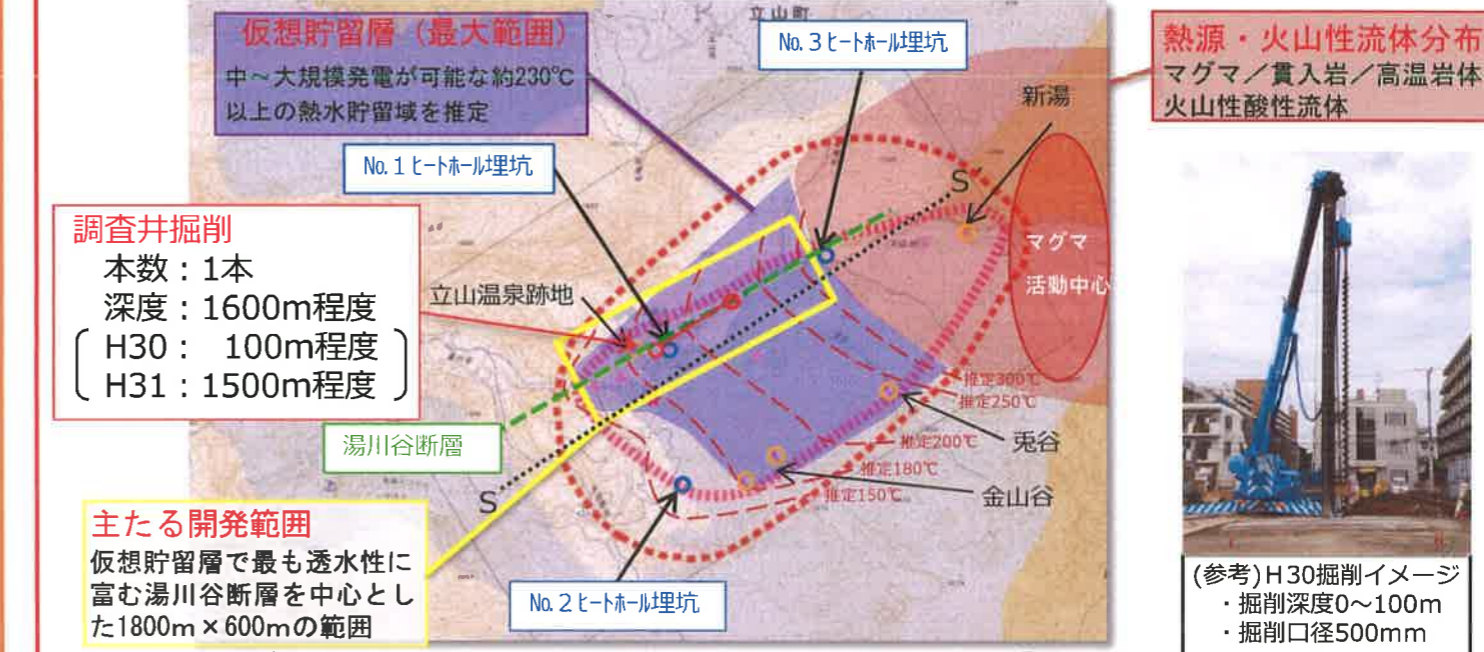 立山町
仮想貯留層（最大範囲）
中～大規模発電が可能な約230℃
以上の熱水貯留域を推定
No.3ヒートホール埋坑
熱源・火山性流体分布
マグマ／貫入岩／高温岩体
火山性酸性流体
新湯
No.1ヒートホール埋坑
S
調査井掘削
本数：1本
深度：1600m程度
H30： 100m程度
H31：1500m程度
立山温泉跡地
マグマ
活動中心
推定300℃
推定250℃
推定200℃
推定180℃
推定150℃
兎谷
金山谷
湯川谷断層
S
主たる開発範囲
仮想貯留層で最も透水性に
富む湯川谷断層を中心とし
た1800m×600mの範囲
No.2ヒートホール埋坑
(参考)H30掘削イメージ
・掘削深度0～100m
・掘削口径500mm